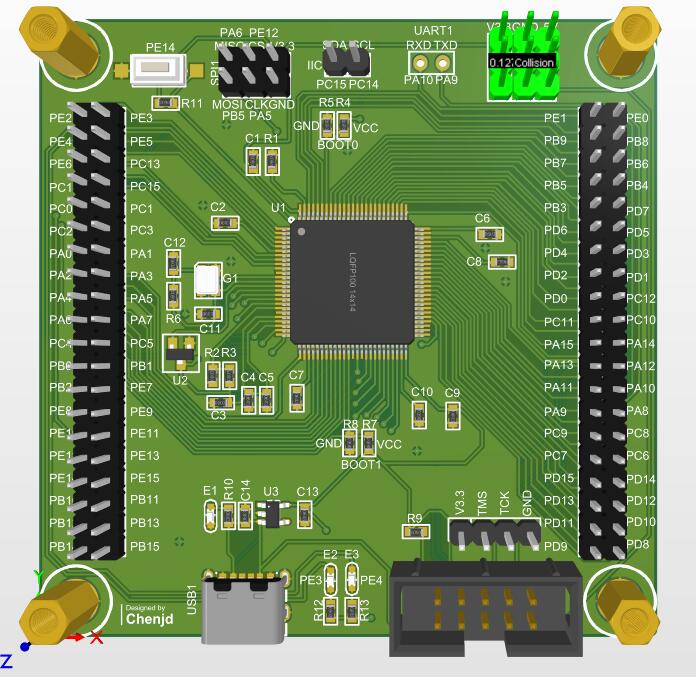 PA6 PE12
MISO CS V3.3
SPI1
MOSI CLK GND
PB5 PA5
PE14
R11
SDA SCL
IIC
PC15 PC14
UART1
RXD TXD
PA10 PA9
0.127 Collision
R5 R4
GND VCC
BOOT0
C1 R1
PE2 PE3
PE4 PE5
PE6 PC13
PC1 PC15
PC0 PC1
PC2 PC3
PA0 PA1
PA2 PA3
PA4 PA5
PA6 PA7
PC4 PC5
PB0 PB1
PB2 PE7
PE8 PE9
PE1 PE11
PE1 PE13
PE1 PE15
PB1 PB11
PB1 PB13
PB1 PB15
PE1 PE0
PB9 PB8
PB7 PB6
PB5 PB4
PB3 PD7
PD6 PD5
PD4 PD3
PD2 PD1
PD0 PC12
PC11 PC10
PA15 PA14
PA13 PA12
PA11 PA10
PA9 PA8
PC9 PC8
PC7 PC6
PD15 PD14
PD13 PD12
PD11 PD10
PD9 PD8
C2
U1
LQFP100 14x14
C6
C8
C12
G1
R6
C11
U2
R2 R3
C4 C5
C3
C7
C10 C9
R8 R7
GND VCC
BOOT1
E1 R10 C14 U3 C13
R9
V3.3 TMS TCK GND
USB1
E2 E3
PE3 PE4
R12 R13
Designed by
Chenjd
Y
X
Z